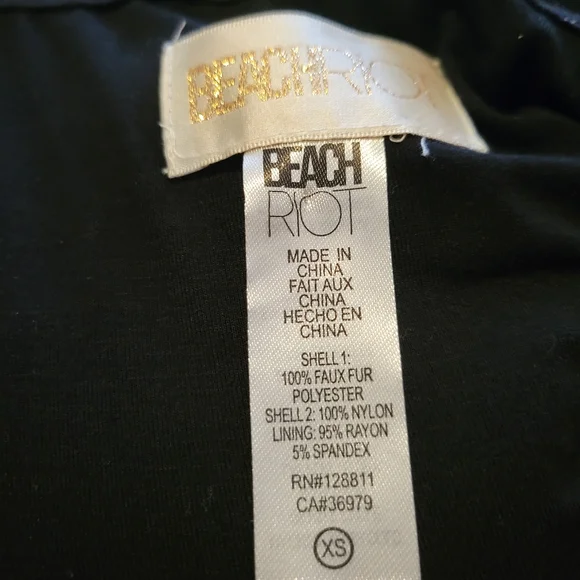 BEACHRIOT
BEACH
RIOT
MADE IN
CHINA
FAIT AUX
CHINA
HECHO EN
CHINA
SHELL 1:
100% FAUX FUR
POLYESTER
SHELL 2: 100% NYLON
LINING: 95% RAYON
5% SPANDEX
RN#128811
CA#36979
XS